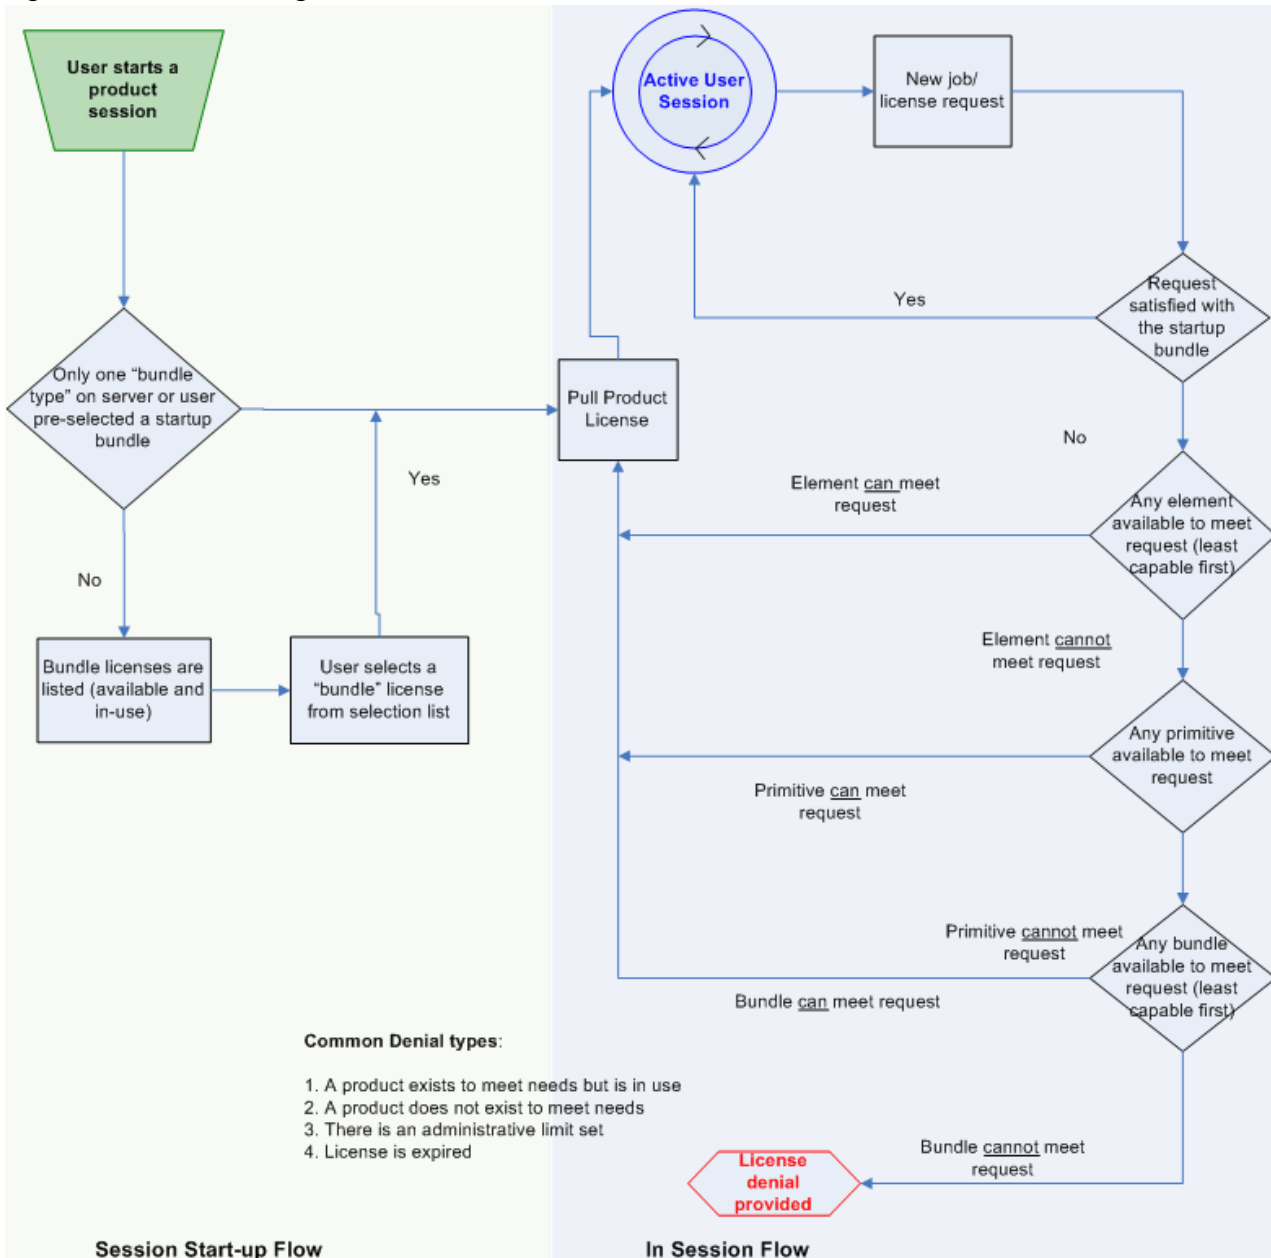 User starts a
product
session
Only one “bundle
type” on server or user
pre-selected a startup
bundle
No
Bundle licenses are
listed (available and
in-use)
User selects a
“bundle” license
from selection list
Yes
Pull Product
License
Active User
Session
New job/
license request
Request
satisfied with
the startup
bundle
Yes
No
Any element
available to meet
request (least
capable first)
Element can meet
request
Element cannot
meet request
Any primitive
available to meet
request
Primitive can meet
request
Primitive cannot meet
request
Any bundle
available to meet
request (least
capable first)
Bundle can meet request
Bundle cannot meet
request
License
denial
provided
Common Denial types:
1. A product exists to meet needs but is in use
2. A product does not exist to meet needs
3. There is an administrative limit set
4. License is expired
Session Start-up Flow
In Session Flow